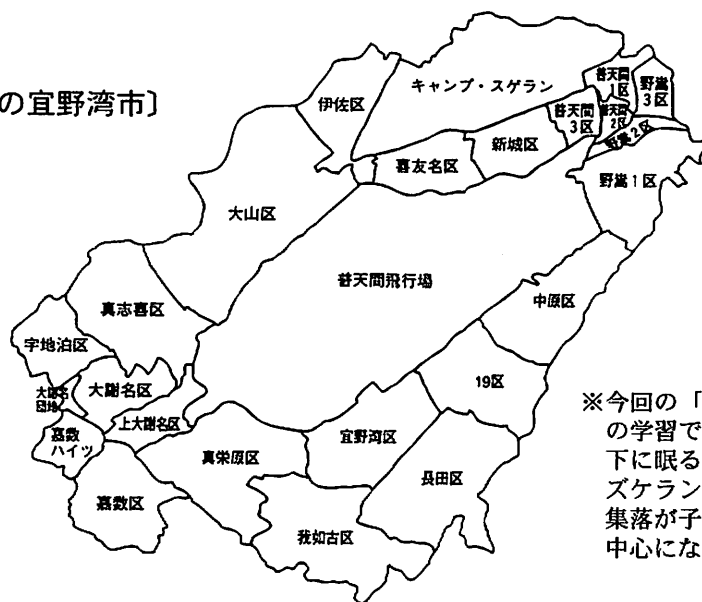 の宜野湾市〕
キャンプ・スゲラン
伊佐区
普天間
1区
野嵩
3区
普天間
3区
普天間
2区
野嵩2区
新城区
喜友名区
野嵩1区
大山区
普天間飛行場
中原区
真志喜区
宇地泊区
大謝名
団地
大謝名区
19区
上大謝名区
宜野湾区
嘉数
ハイツ
真栄原区
長田区
嘉数区
我如古区
※今回の「
の学習で
下に眠る
ズケラン
集落が子
中心にな